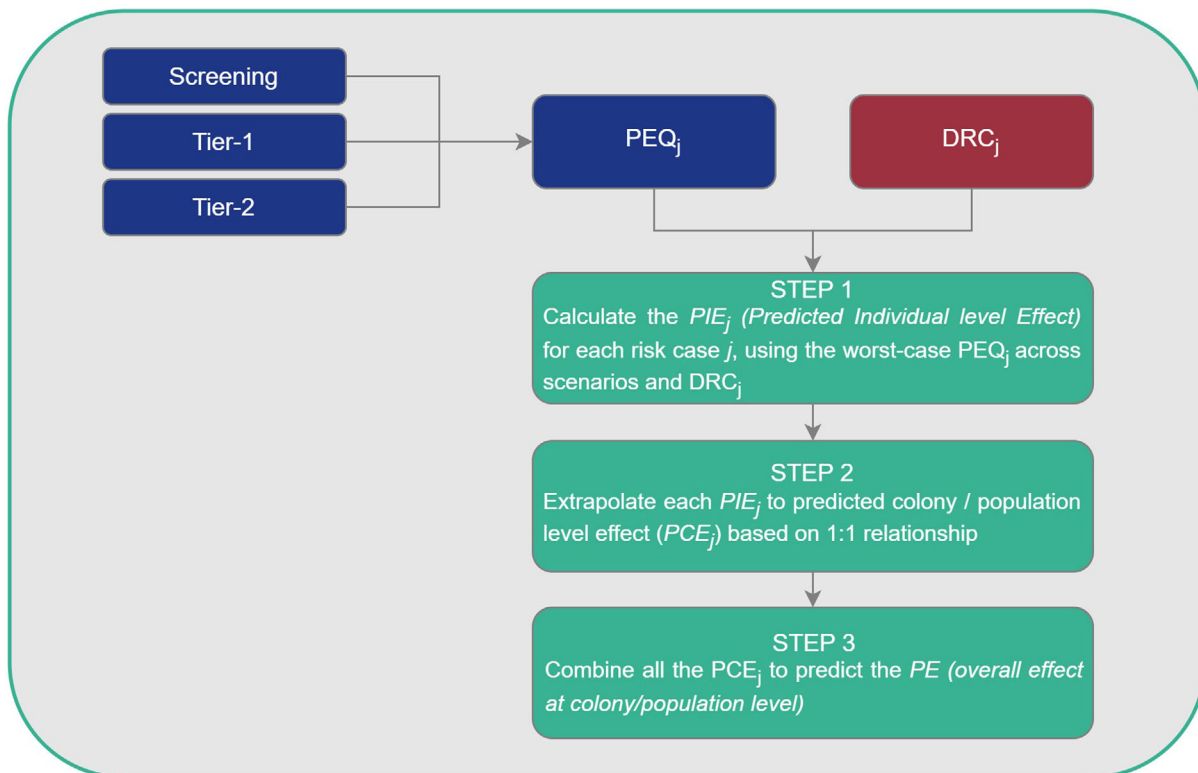 Screening
Tier-1
Tier-2
PEQj
DRCj
STEP 1
Calculate the PIEj (Predicted Individual level Effect)
for each risk case j, using the worst-case PEQj across
scenarios and DRCj
STEP 2
Extrapolate each PIEj to predicted colony / population
level effect (PCEj) based on 1:1 relationship
STEP 3
Combine all the PCEj to predict the PE (overall effect
at colony/population level)